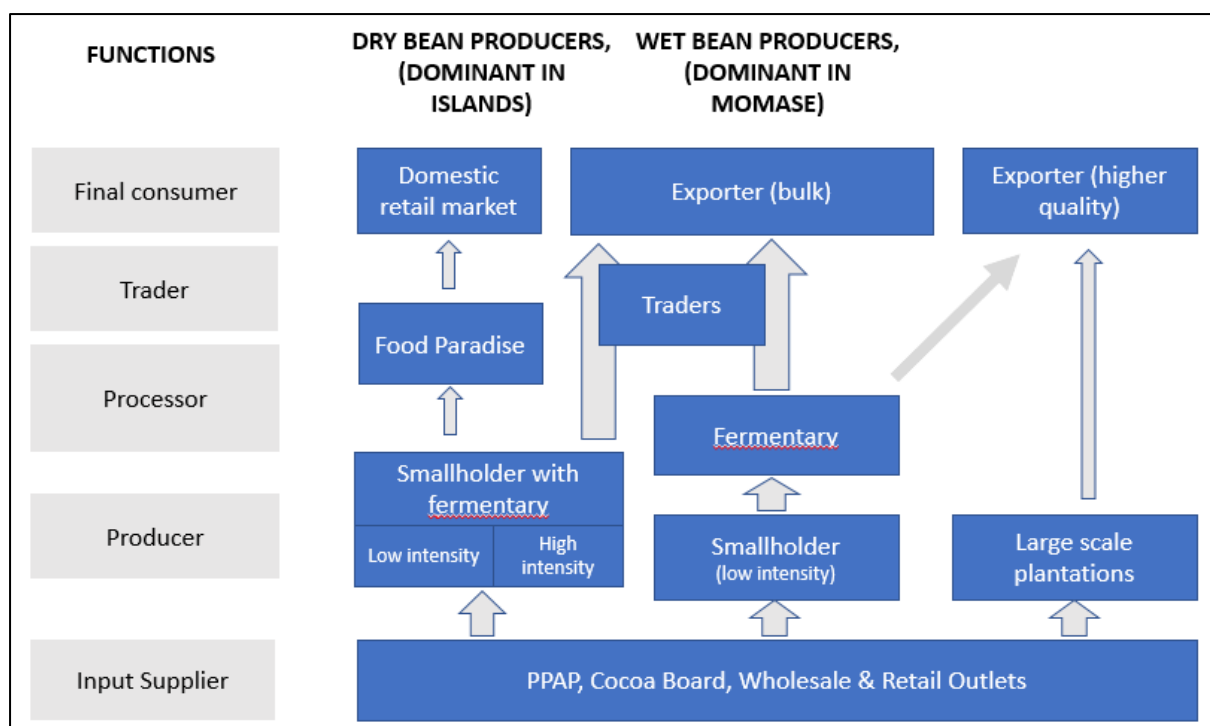 FUNCTIONS
DRY BEAN PRODUCERS,
(DOMINANT IN
ISLANDS)
WET BEAN PRODUCERS,
(DOMINANT IN
MOMASE)
Final consumer
Domestic
retail market
Exporter (bulk)
Exporter (higher
quality)
Trader
Traders
Food Paradise
Processor
Fermentary
Smallholder with
fermentary
Low intensity
High
intensity
Producer
Smallholder
(low intensity)
Large scale
plantations
Input Supplier
PPAP, Cocoa Board, Wholesale & Retail Outlets